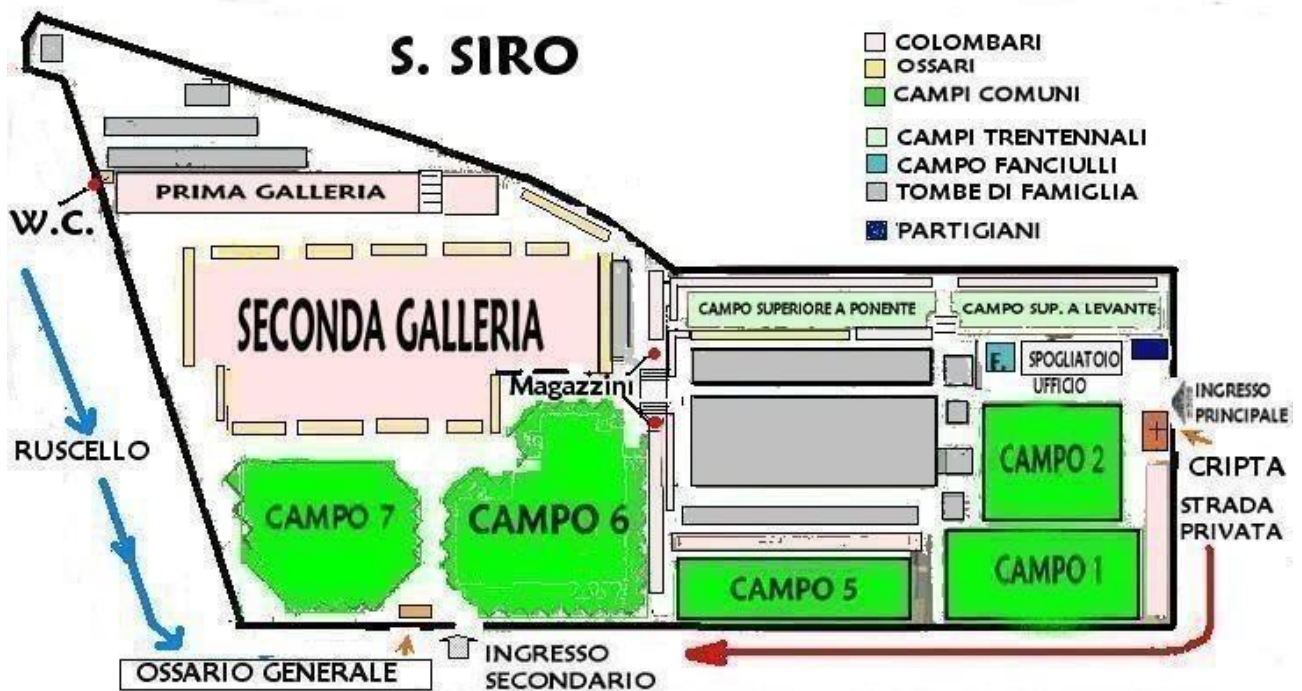 S. SIRO
COLOMBARI
OSSARI
CAMPI COMUNI
CAMPI TRENTENNALI
CAMPO FANCIULLI
TOMBE DI FAMIGLIA
PARTIGIANI
PRIMA GALLERIA
W.C.
SECONDA GALLERIA
CAMPO SUPERIORE A PONENTE
CAMPO SUP. A LEVANTE
F.
SPOGLIATOIO
UFFICIO
Magazzini
INGRESSO
PRINCIPALE
RUSCELLO
CAMPO 2
CRIPTA
CAMPO 7
CAMPO 6
STRADA
PRIVATA
CAMPO 5
CAMPO 1
OSSARIO GENERALE
INGRESSO
SECONDARIO